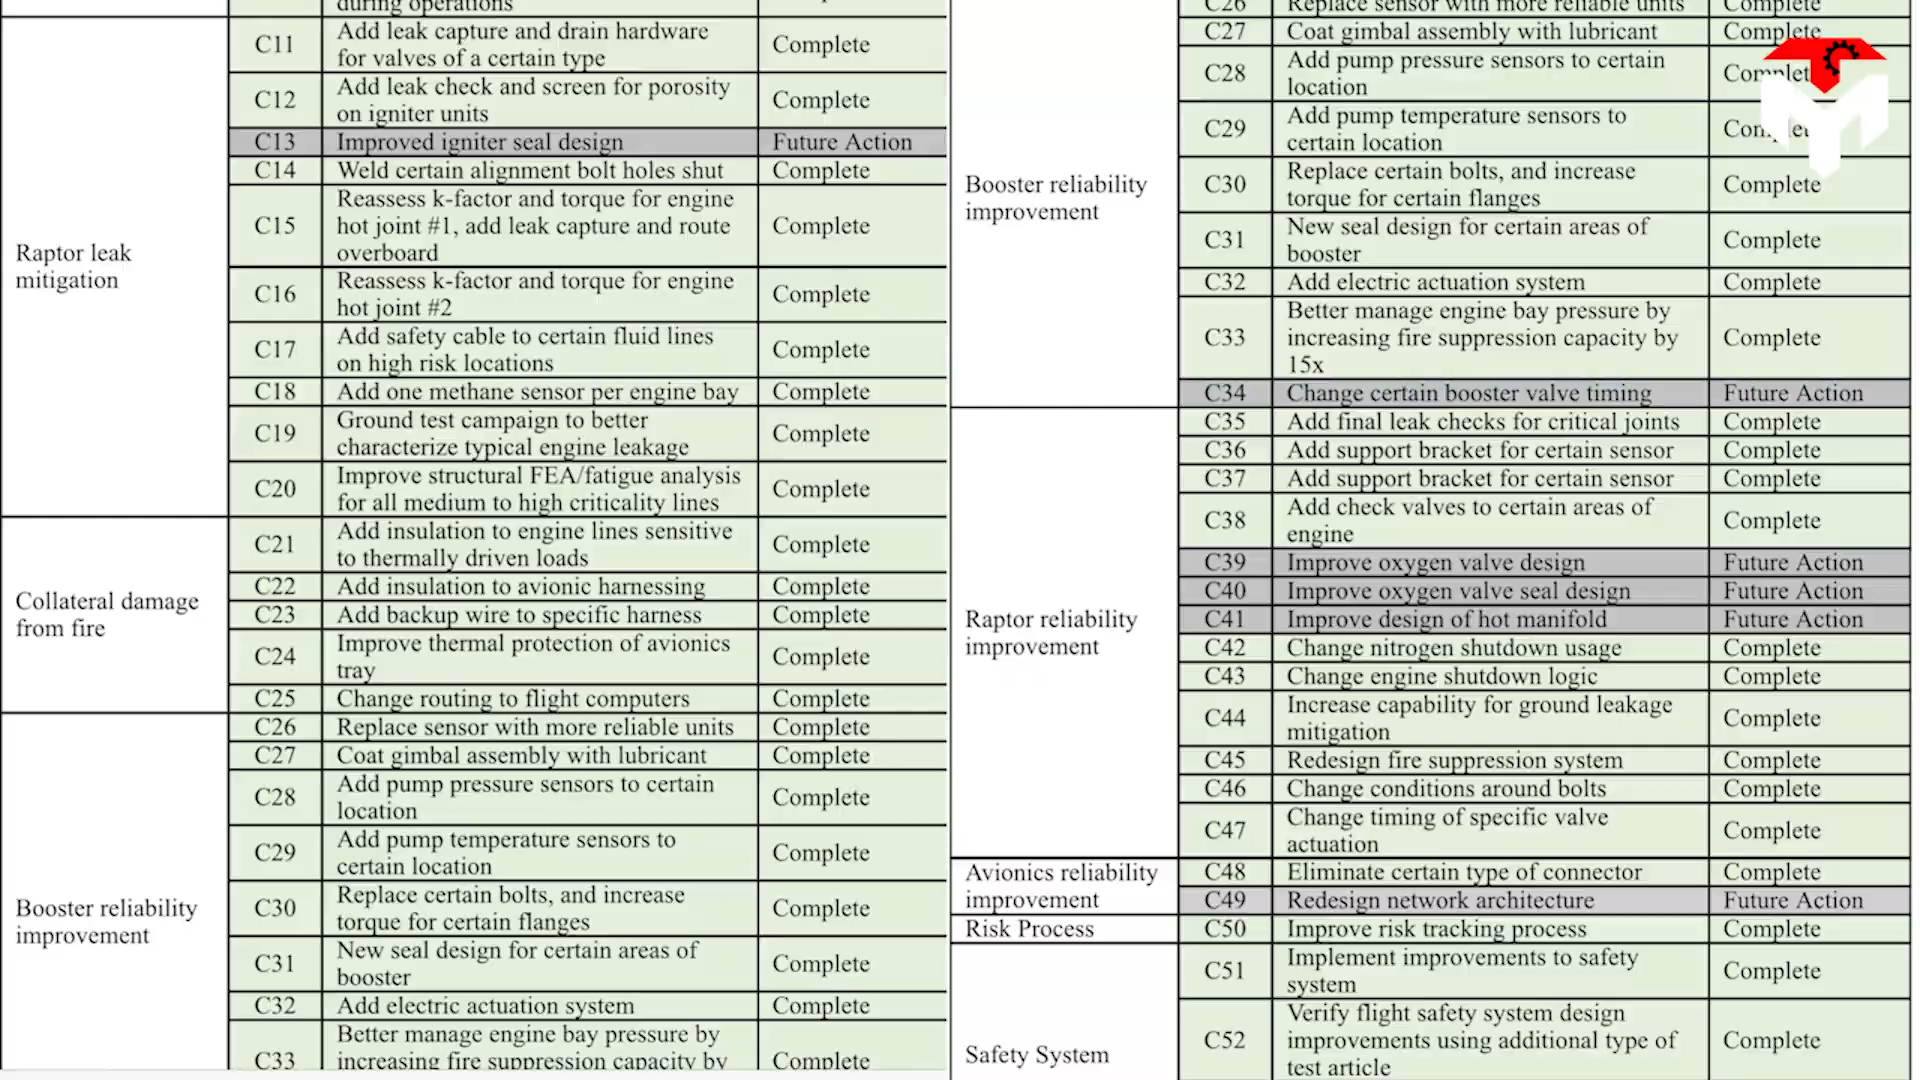 during operations
C11 Add leak capture and drain hardware Complete
for valves of a certain type
C12 Add leak check and screen for porosity Complete
on igniter units
C13 Improved igniter seal design Future Action
C14 Weld certain alignment bolt holes shut Complete
Raptor leak
mitigation
C15 Reassess k-factor and torque for engine
hot joint #1, add leak capture and route Complete
overboard
C16 Reassess k-factor and torque for engine Complete
hot joint #2
C17 Add safety cable to certain fluid lines Complete
on high risk locations
C18 Add one methane sensor per engine bay Complete
C19 Ground test campaign to better Complete
characterize typical engine leakage
C20 Improve structural FEA/fatigue analysis Complete
for all medium to high criticality lines
Collateral damage
from fire
C21 Add insulation to engine lines sensitive Complete
to thermally driven loads
C22 Add insulation to avionic harnessing Complete
C23 Add backup wire to specific harness Complete
C24 Improve thermal protection of avionics Complete
tray
C25 Change routing to flight computers Complete
Booster reliability
improvement
C26 Replace sensor with more reliable units Complete
C27 Coat gimbal assembly with lubricant Complete
C28 Add pump pressure sensors to certain Complete
location
C29 Add pump temperature sensors to Complete
certain location
C30 Replace certain bolts, and increase Complete
torque for certain flanges
C31 New seal design for certain areas of Complete
booster
C32 Add electric actuation system Complete
C33 Better manage engine bay pressure by
increasing fire suppression capacity by Complete
C26 Replace sensor with more reliable units Complete
Booster reliability
improvement
C27 Coat gimbal assembly with lubricant Complete
C28 Add pump pressure sensors to certain
location
C29 Add pump temperature sensors to
certain location
C30 Replace certain bolts, and increase Complete
torque for certain flanges
C31 New seal design for certain areas of Complete
booster
C32 Add electric actuation system Complete
C33 Better manage engine bay pressure by
increasing fire suppression capacity by Complete
15x
C34 Change certain booster valve timing Future Action
Raptor reliability
improvement
C35 Add final leak checks for critical joints Complete
C36 Add support bracket for certain sensor Complete
C37 Add support bracket for certain sensor Complete
C38 Add check valves to certain areas of Complete
engine
C39 Improve oxygen valve design Future Action
C40 Improve oxygen valve seal design Future Action
C41 Improve design of hot manifold Future Action
C42 Change nitrogen shutdown usage Complete
C43 Change engine shutdown logic Complete
C44 Increase capability for ground leakage Complete
mitigation
C45 Redesign fire suppression system Complete
C46 Change conditions around bolts Complete
C47 Change timing of specific valve Complete
actuation
Avionics reliability
improvement
C48 Eliminate certain type of connector Complete
C49 Redesign network architecture Future Action
Risk Process C50 Improve risk tracking process Complete
Safety System
C51 Implement improvements to safety Complete
system
C52 Verify flight safety system design
improvements using additional type of Complete
test article